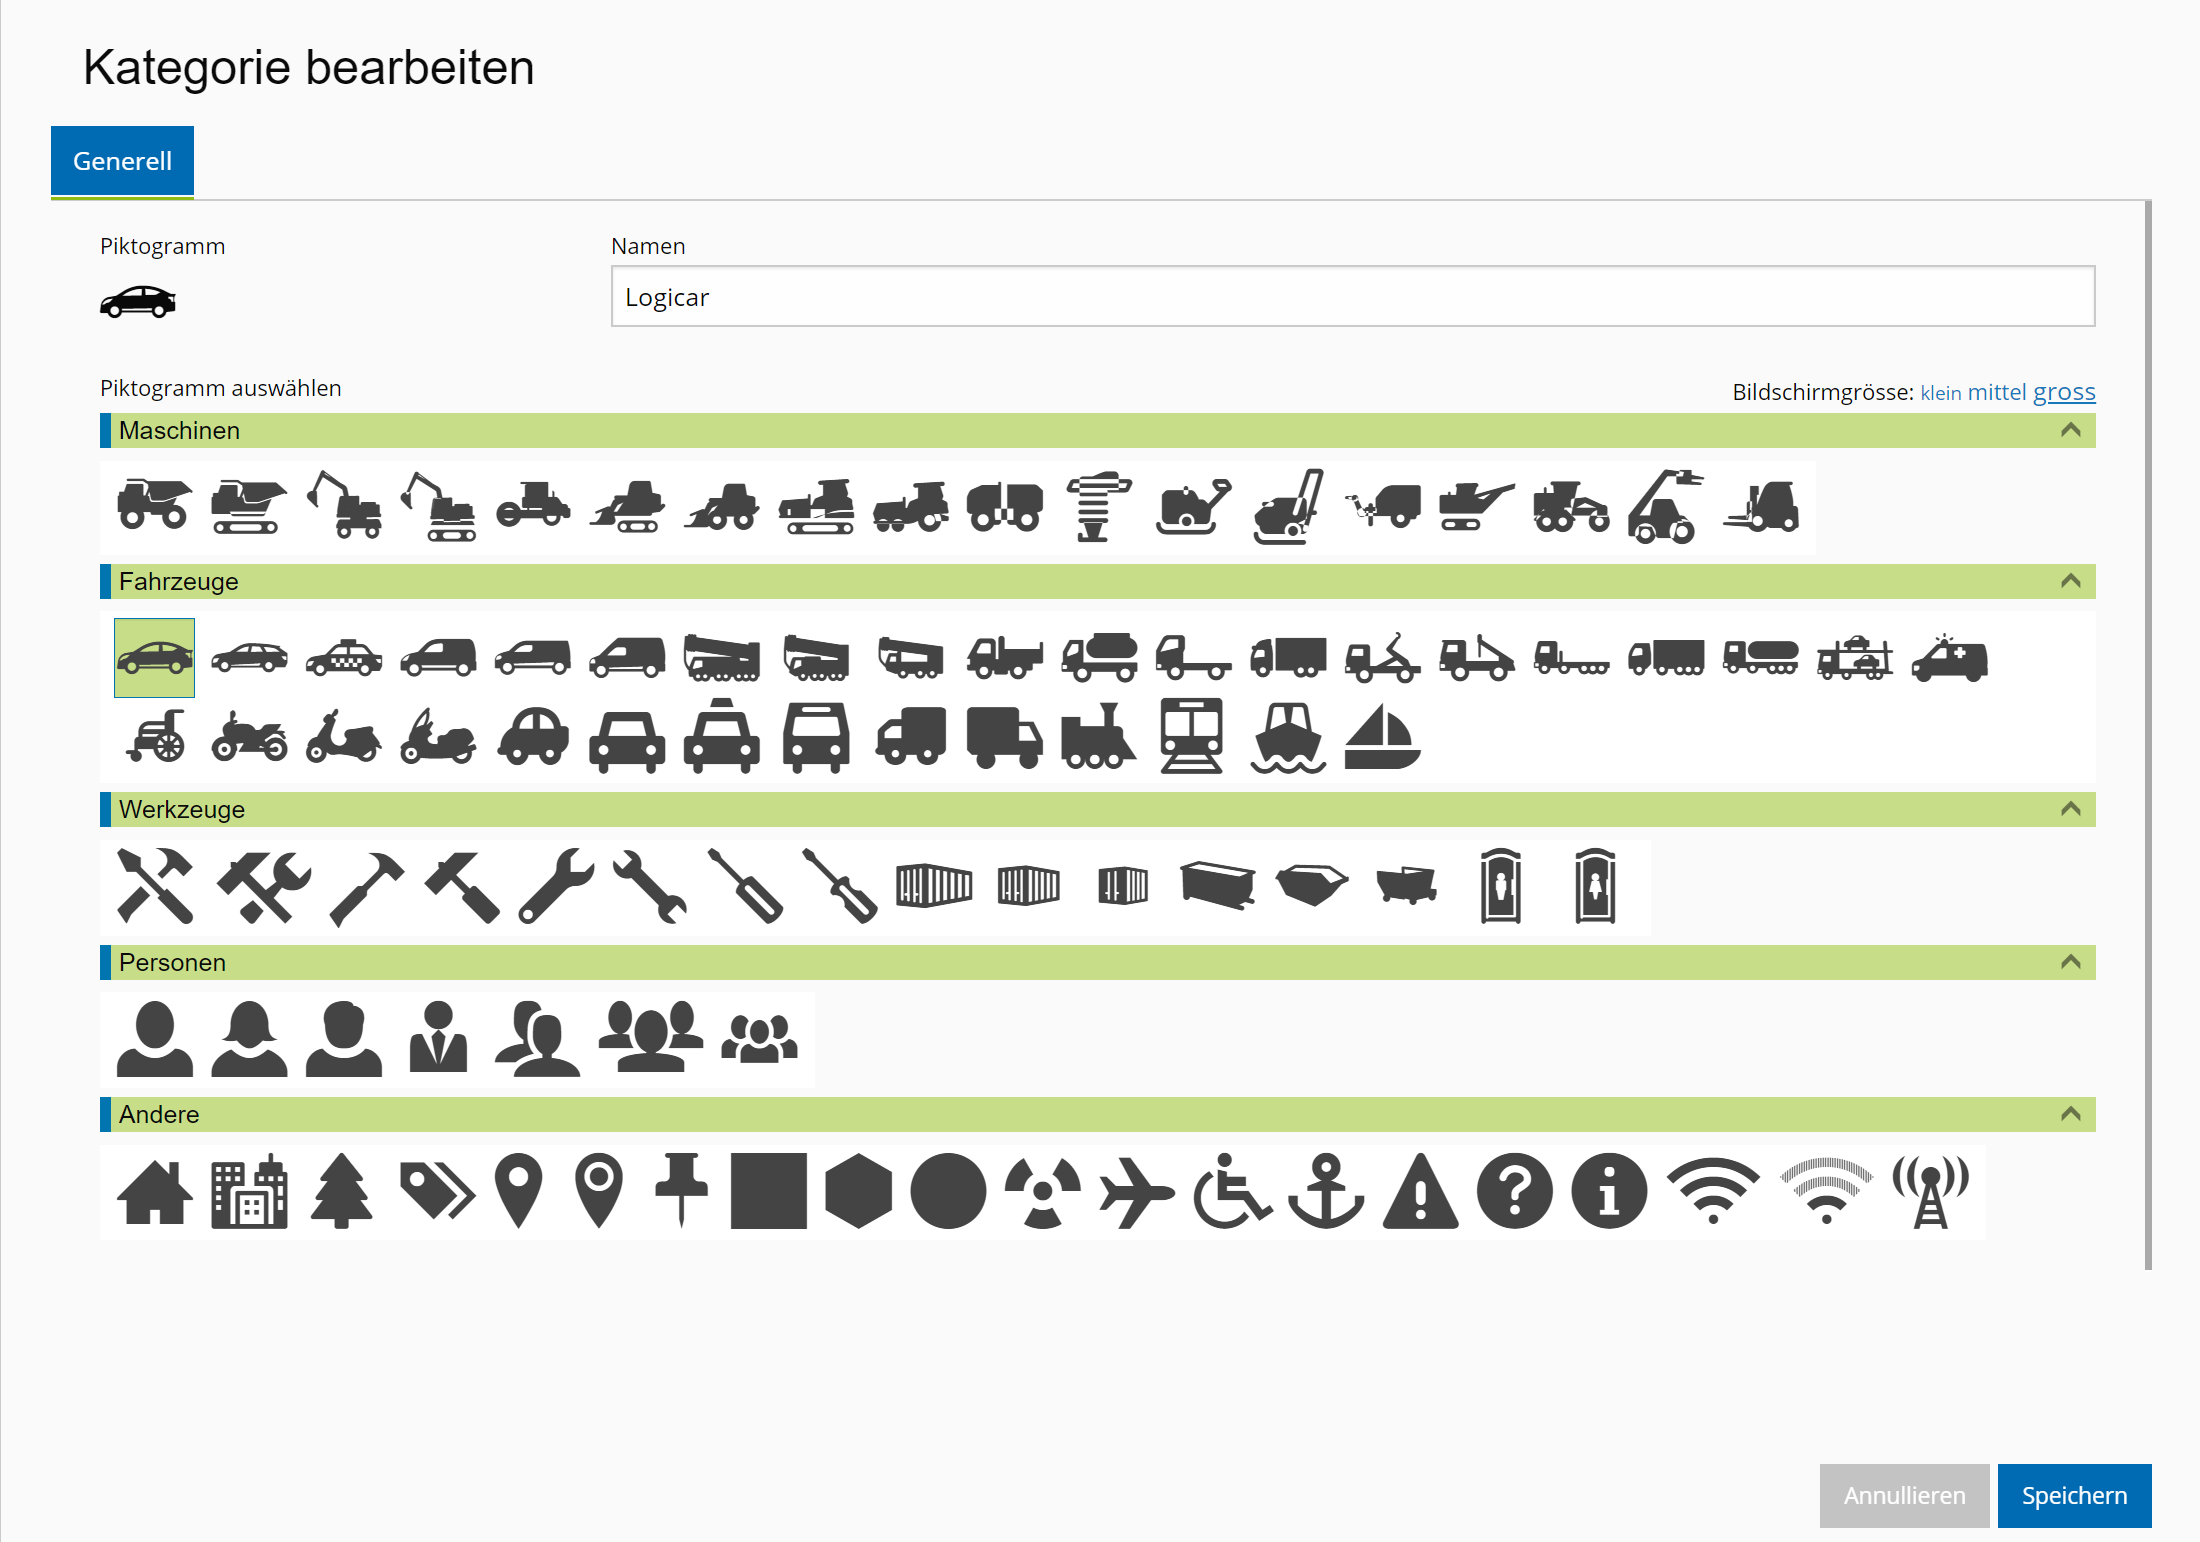 Kategorie bearbeiten
Generell
Piktogramm
Namen
Logicar
Piktogramm auswählen
Bildschirmgrösse: klein mittel gross
Maschinen
Fahrzeuge
Werkzeuge
Personen
Andere
Annullieren
Speichern